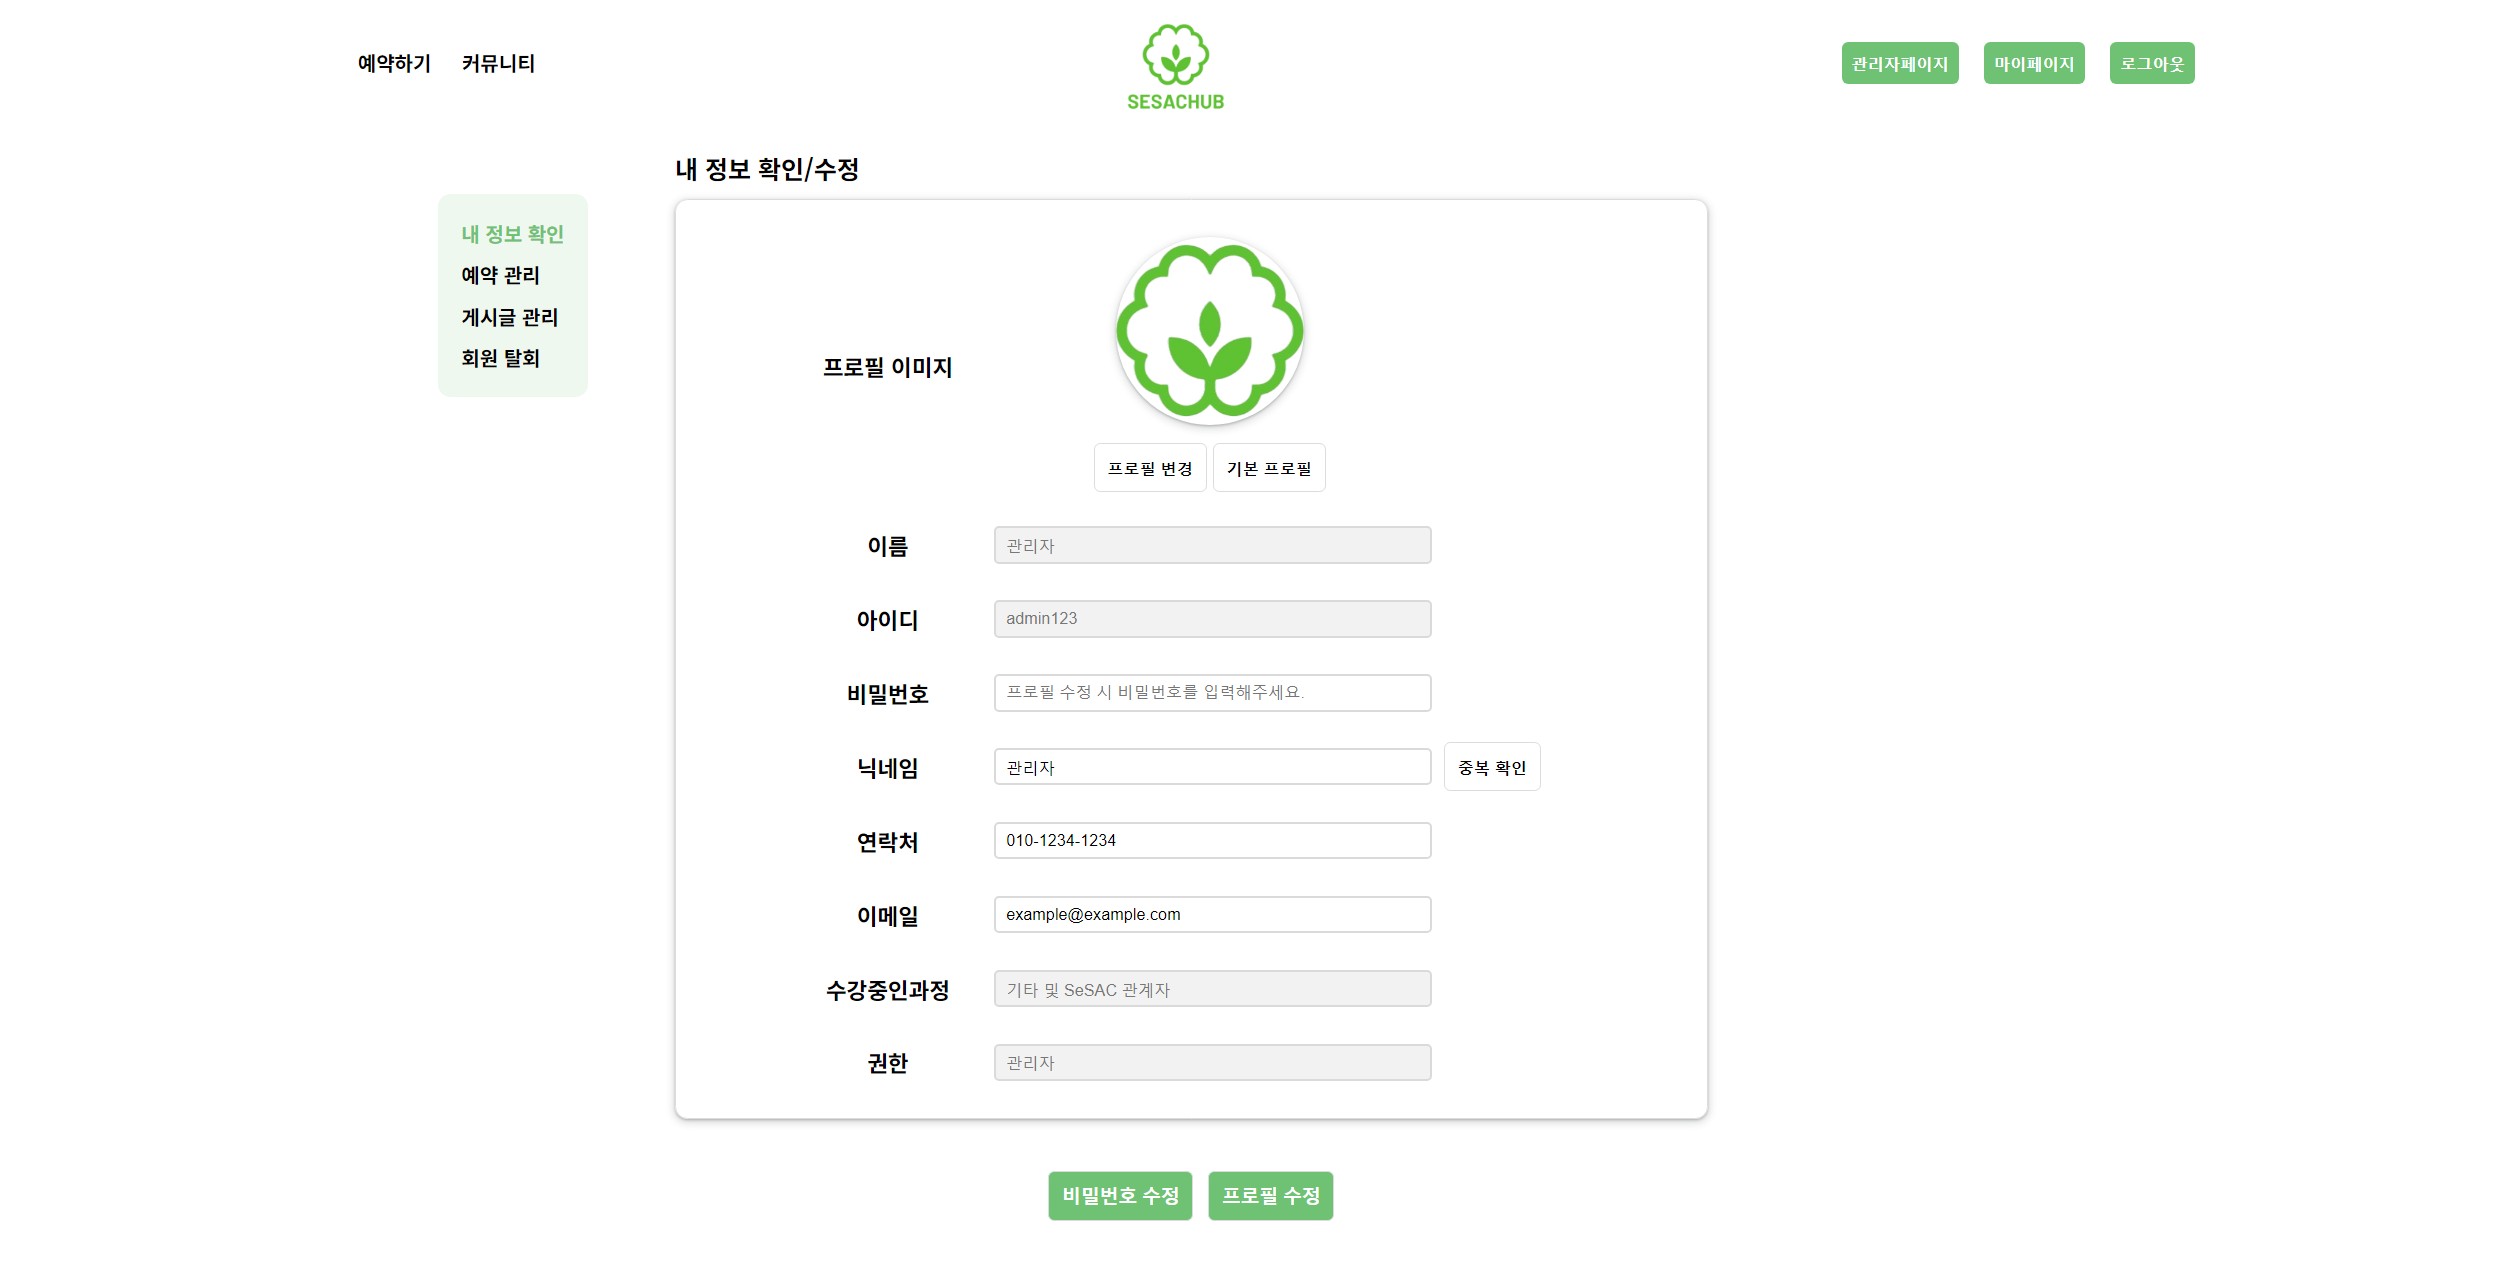 예약하기 커뮤니티
SESACHUB
관리자페이지 마이페이지 로그아웃
내 정보 확인/수정
내 정보 확인
예약 관리
게시글 관리
회원 탈회
프로필 이미지
프로필 변경 기본 프로필
이름 관리자
아이디 admin123
비밀번호 프로필 수정 시 비밀번호를 입력해주세요.
닉네임 관리자 중복 확인
연락처 010-1234-1234
이메일 example@example.com
수강중인과정 기타 및 SeSAC 관계자
권한 관리자
비밀번호 수정 프로필 수정